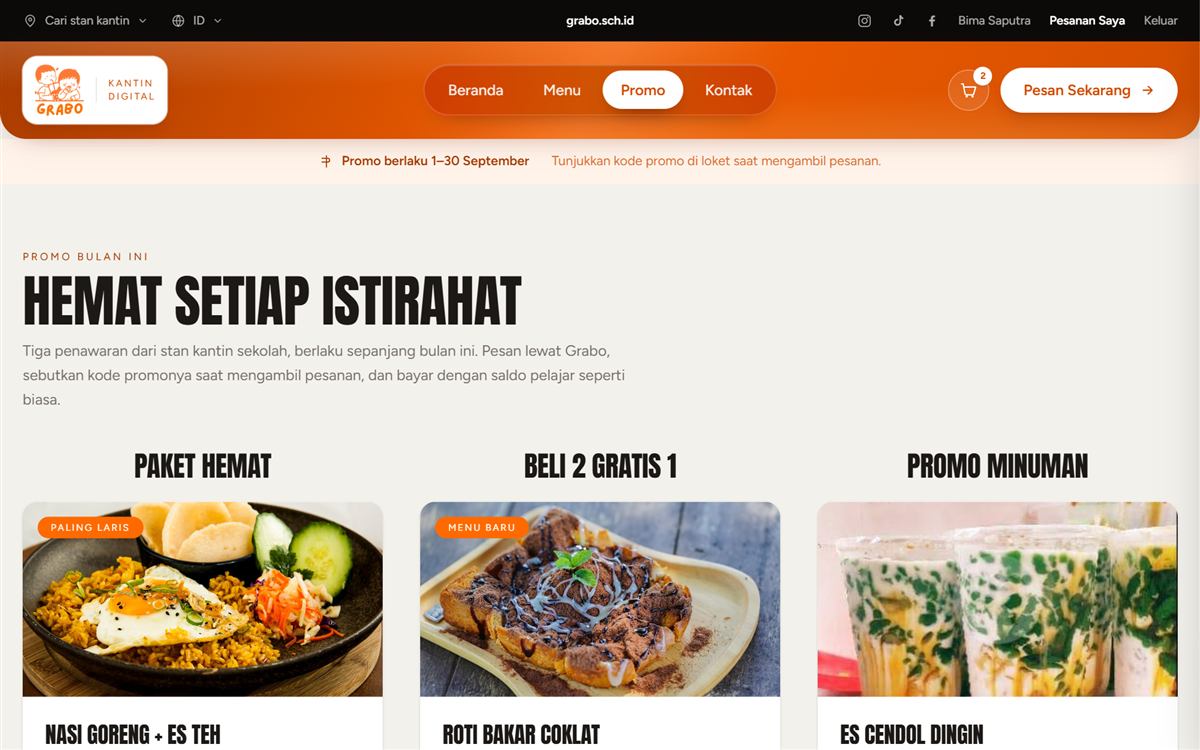 Cari stan kantin
ID
grabo.sch.id
Bima Saputra
Pesanan Saya
Keluar
GRABO
KANTIN
DIGITAL
Beranda
Menu
Promo
Kontak
2
Pesan Sekarang
Promo berlaku 1–30 September
Tunjukkan kode promo di loket saat mengambil pesanan.
PROMO BULAN INI
HEMAT SETIAP ISTIRAHAT
Tiga penawaran dari stan kantin sekolah, berlaku sepanjang bulan ini. Pesan lewat Grabo,
sebutkan kode promonya saat mengambil pesanan, dan bayar dengan saldo pelajar seperti
biasa.
PAKET HEMAT
BELI 2 GRATIS 1
PROMO MINUMAN
PALING LARIS
MENU BARU
NASI GORENG + ES TEH
ROTI BAKAR COKLAT
ES CENDOL DINGIN